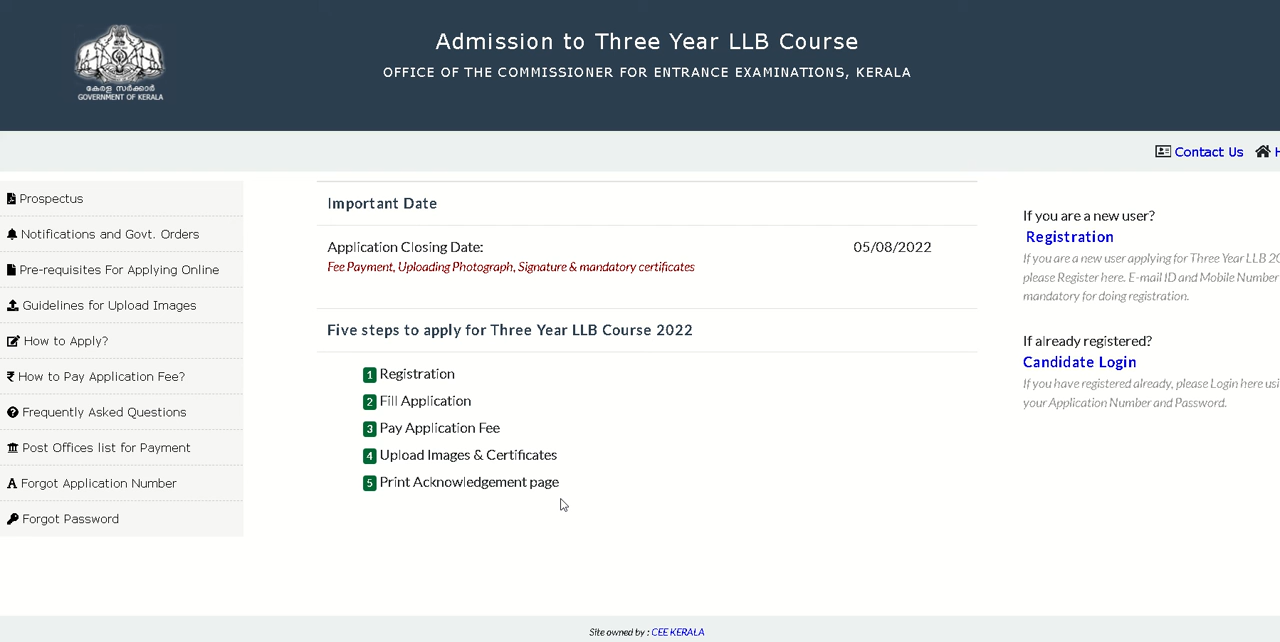 Admission to Three Year LLB Course
OFFICE OF THE COMMISSIONER FOR ENTRANCE EXAMINATIONS, KERALA
കേരള സർക്കാർ
GOVERNMENT OF KERALA
Contact Us
Prospectus
Notifications and Govt. Orders
Pre-requisites For Applying Online
Guidelines for Upload Images
How to Apply?
How to Pay Application Fee?
Frequently Asked Questions
Post Offices list for Payment
Forgot Application Number
Forgot Password
Important Date
Application Closing Date: 05/08/2022
Fee Payment, Uploading Photograph, Signature & mandatory certificates
Five steps to apply for Three Year LLB Course 2022
1 Registration
2 Fill Application
3 Pay Application Fee
4 Upload Images & Certificates
5 Print Acknowledgement page
If you are a new user?
Registration
If you are a new user applying for Three Year LLB
please Register here. E-mail ID and Mobile Number
mandatory for doing registration.
If already registered?
Candidate Login
If you have registered already, please Login here
your Application Number and Password.
Site owned by : CEE KERALA